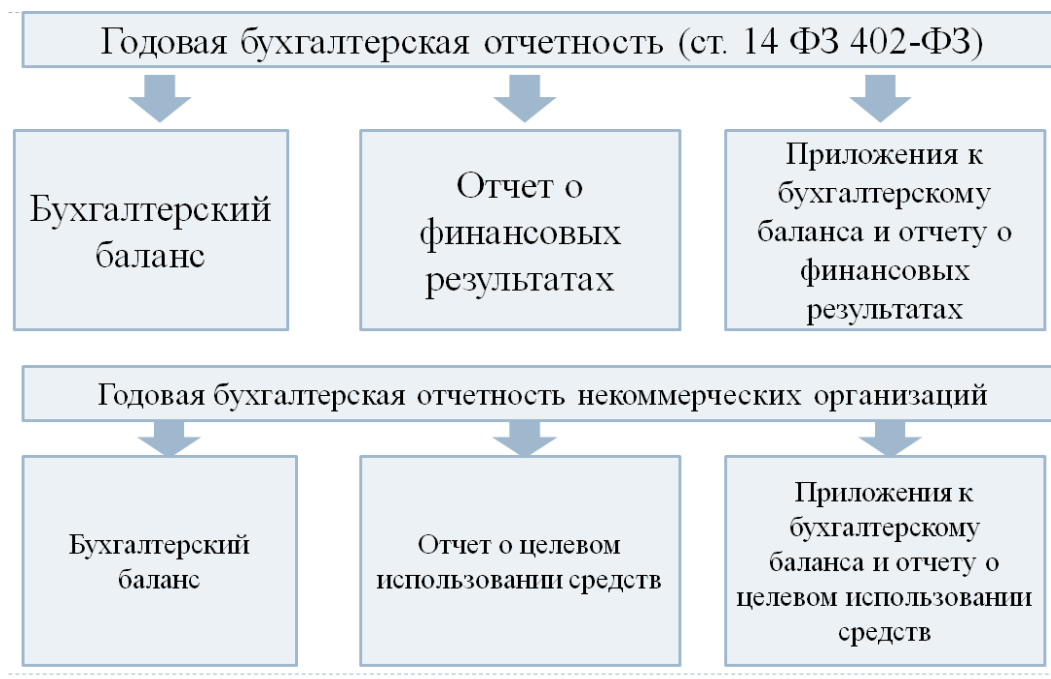 Годовая бухгалтерская отчетность (ст. 14 ФЗ 402-ФЗ)
Бухгалтерский
баланс
Отчет о
финансовых
результатах
Приложения к
бухгалтерскому
баланса и отчету о
финансовых
результатах
Годовая бухгалтерская отчетность некоммерческих организаций
Бухгалтерский
баланс
Отчет о целевом
использовании средств
Приложения к
бухгалтерскому
баланса и отчету о
целевом использовании
средств